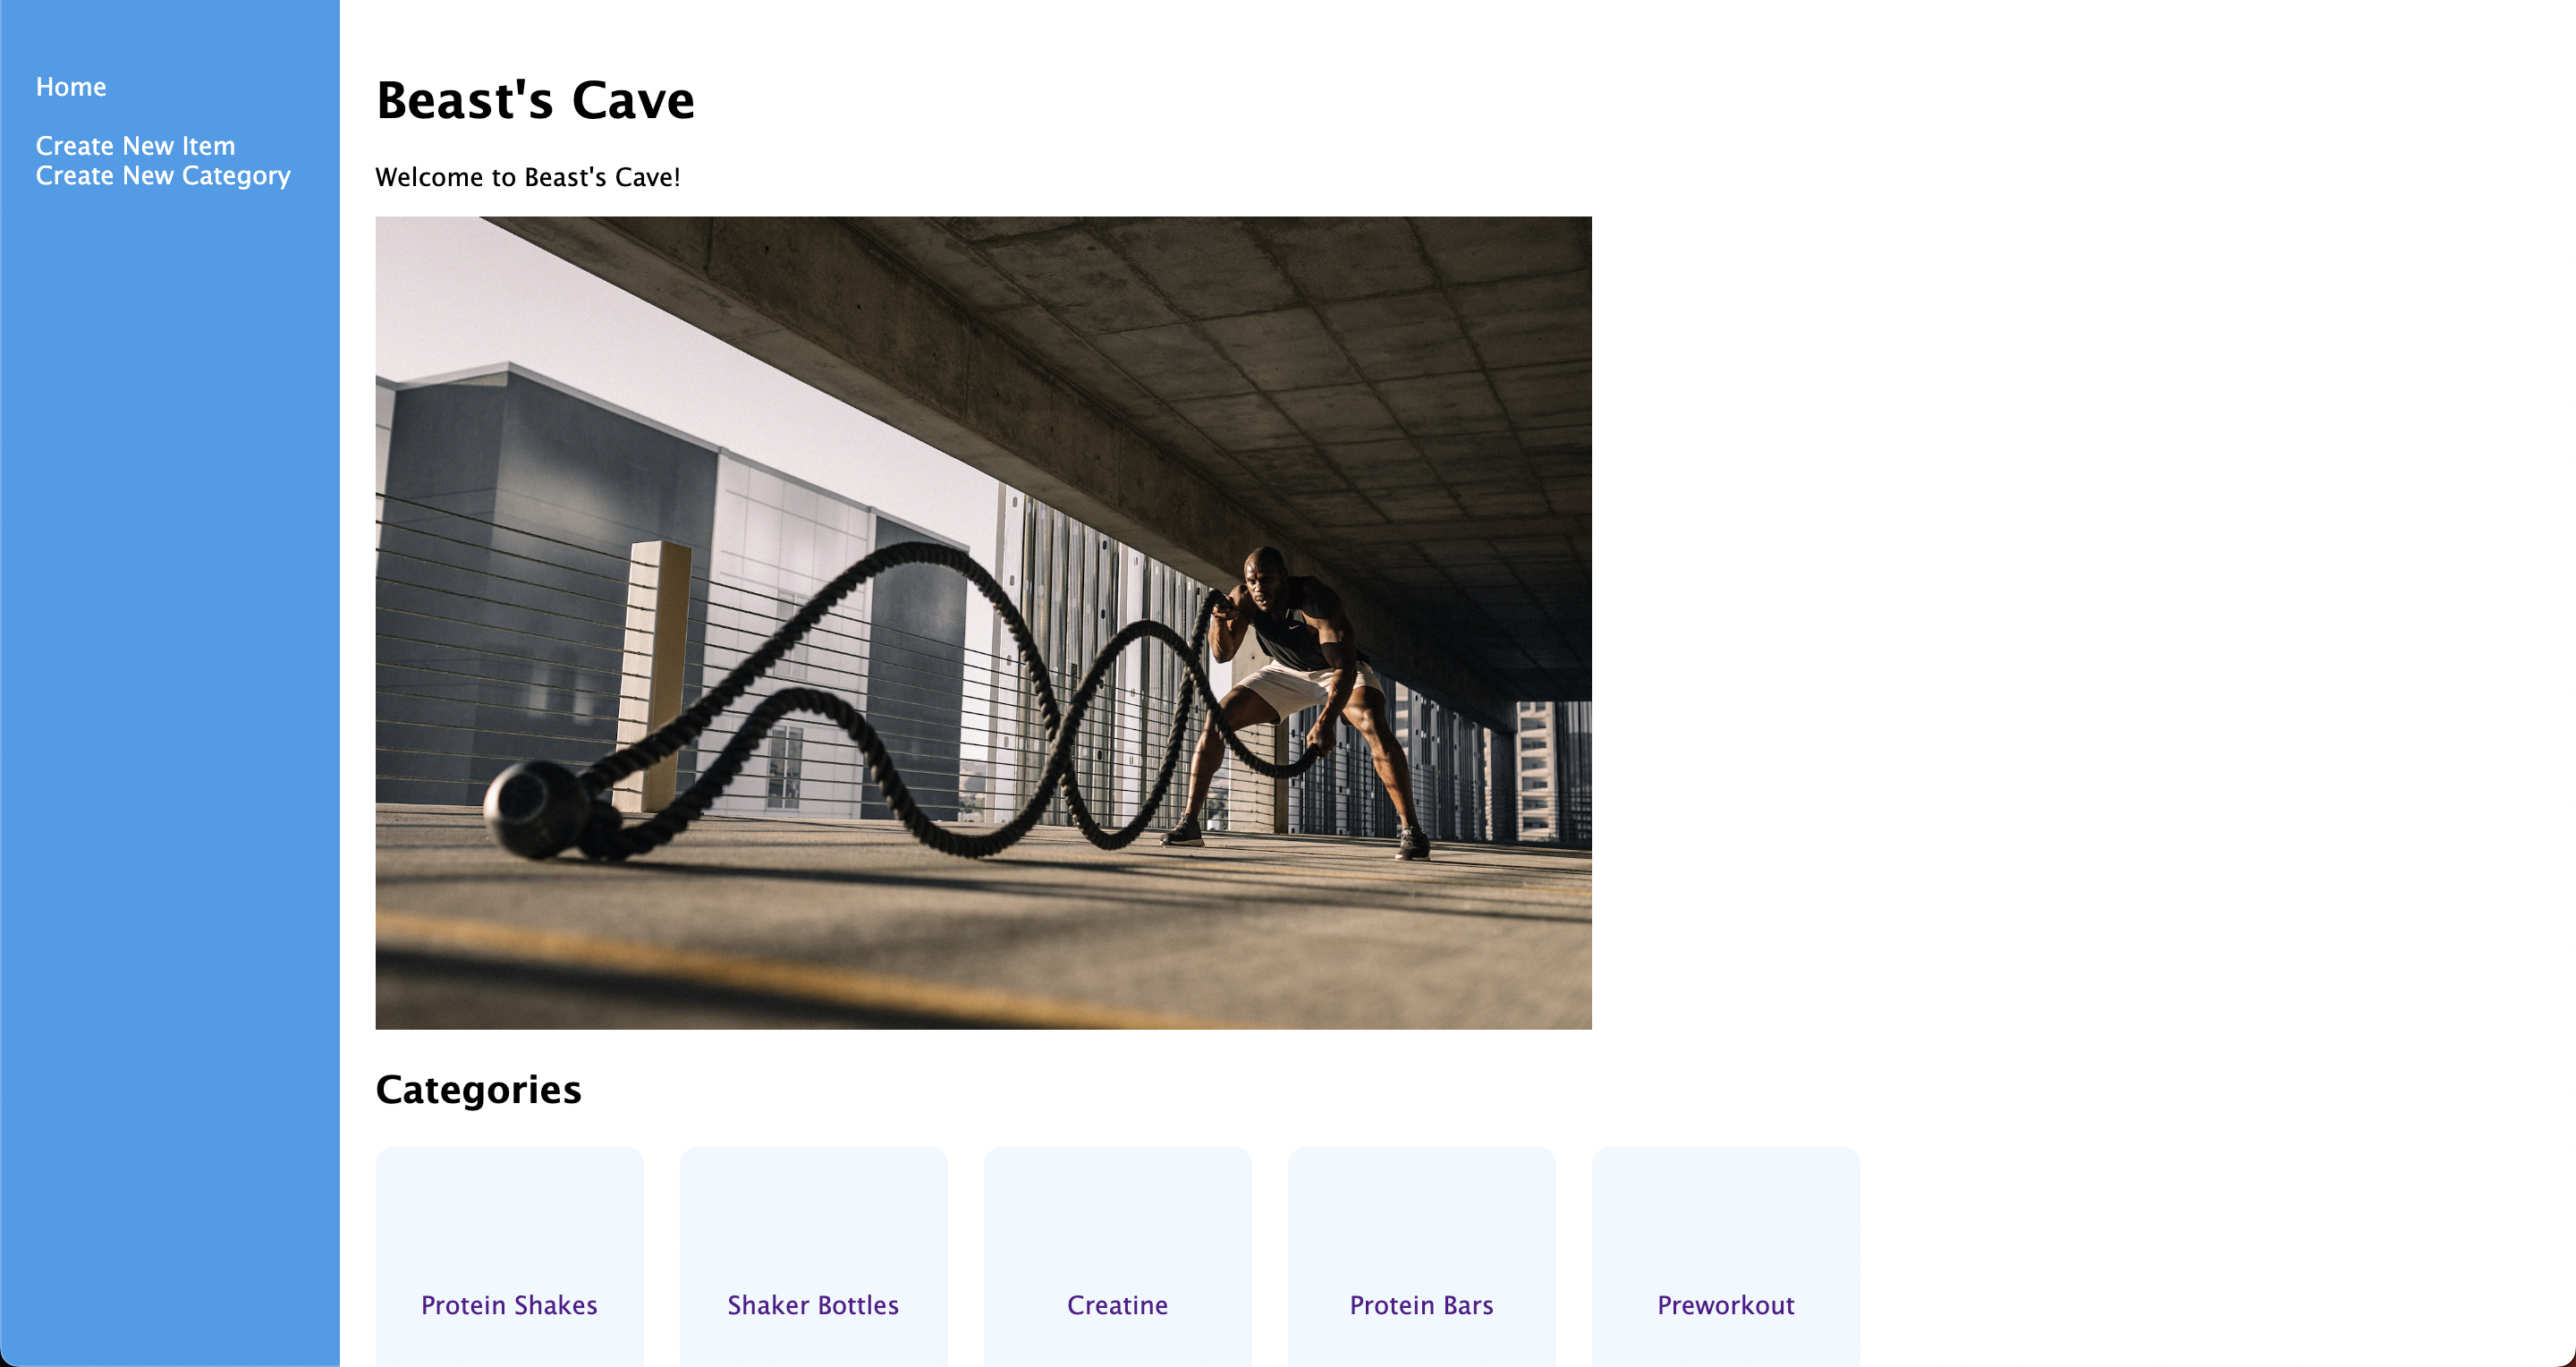 Home
Create New Item
Create New Category
Beast's Cave
Welcome to Beast's Cave!
Categories
Protein Shakes
Shaker Bottles
Creatine
Protein Bars
Preworkout